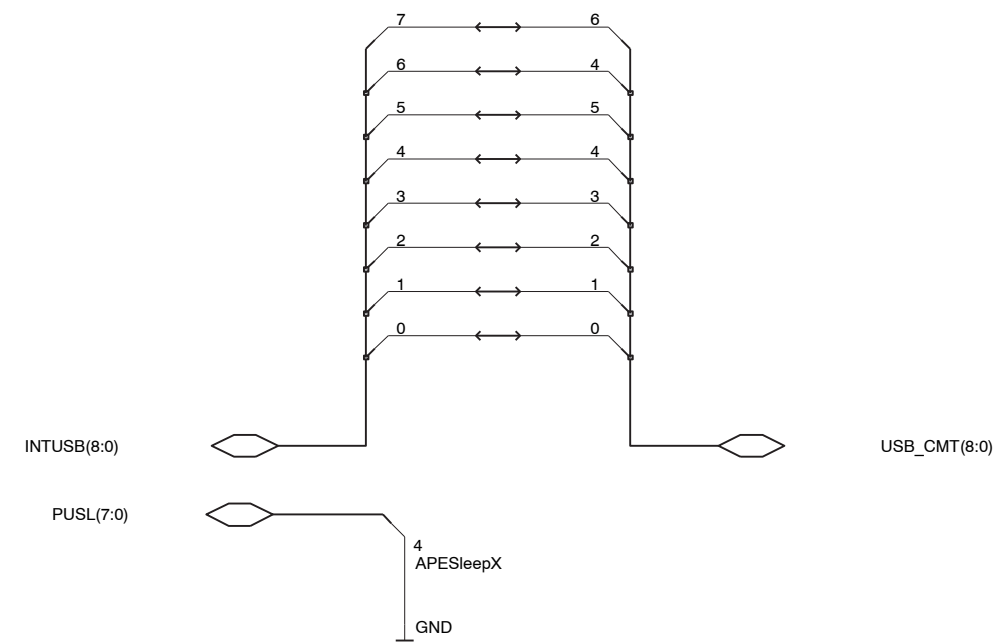 7 6
6 4
5 5
4 4
3 3
2 2
1 1
0 0
INTUSB(8:0) USB_CMT(8:0)
PUSL(7:0)
4
APESleepX
GND